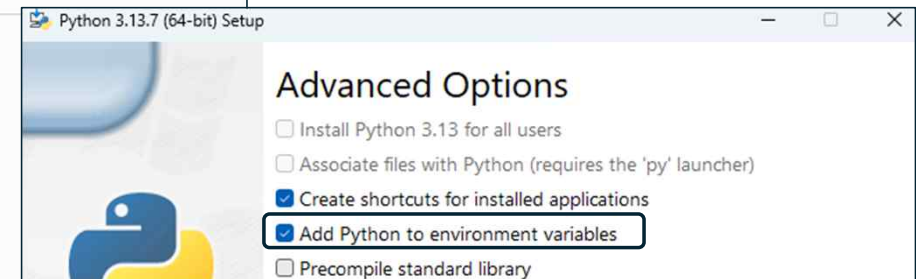 Python 3.13.7 (64-bit) Setup
Advanced Options
Install Python 3.13 for all users
Associate files with Python (requires the 'py' launcher)
Create shortcuts for installed applications
Add Python to environment variables
Precompile standard library